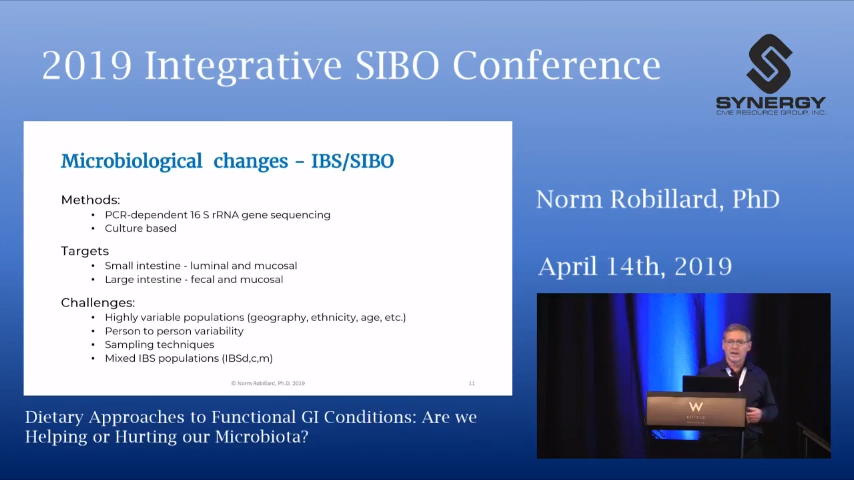 2019 Integrative SIBO Conference
SYNERGY
CME RESOURCE GROUP, INC.
Microbiological changes - IBS/SIBO
Methods:
• PCR-dependent 16 S rRNA gene sequencing
• Culture based
Targets
• Small intestine - luminal and mucosal
• Large intestine - fecal and mucosal
Challenges:
• Highly variable populations (geography, ethnicity, age, etc.)
• Person to person variability
• Sampling techniques
• Mixed IBS populations (IBSd,c,m)
© Norm Robillard, Ph.D. 2019
11
Norm Robillard, PhD
April 14th, 2019
W
Dietary Approaches to Functional GI Conditions: Are we
Helping or Hurting our Microbiota?